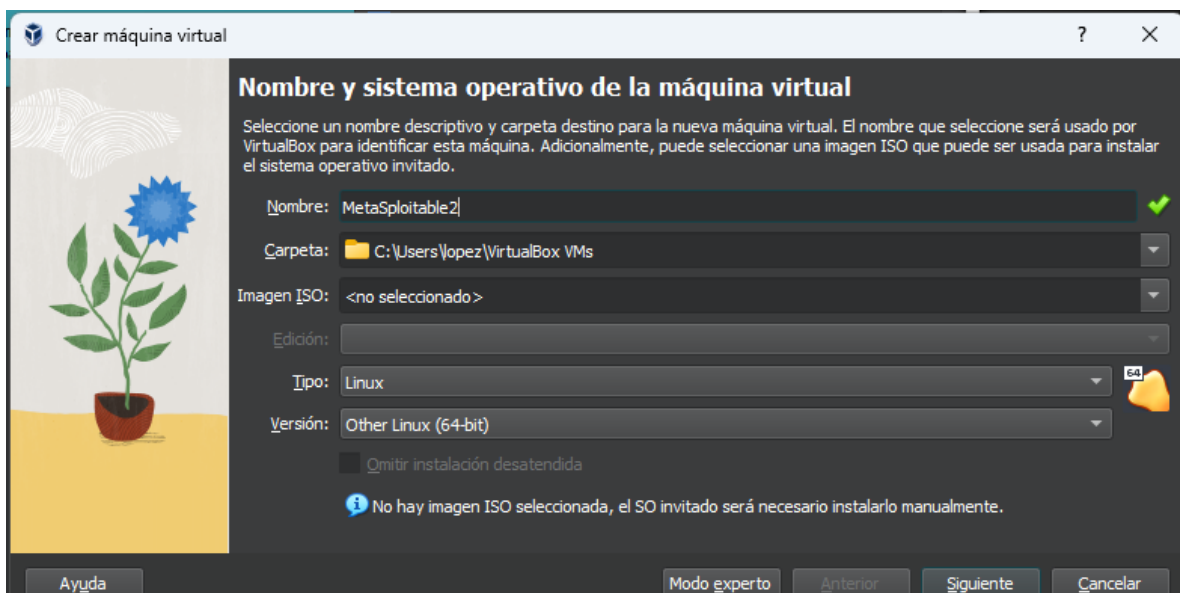 Crear máquina virtual
?
Nombre y sistema operativo de la máquina virtual
Seleccione un nombre descriptivo y carpeta destino para la nueva máquina virtual. El nombre que seleccione será usado por
VirtualBox para identificar esta máquina. Adicionalmente, puede seleccionar una imagen ISO que puede ser usada para instalar
el sistema operativo invitado.
Nombre: MetaSploitable2
Carpeta: C:\Users\lopez\VirtualBox VMs
Imagen ISO: <no seleccionado>
Edición:
Tipo: Linux
64
Versión: Other Linux (64-bit)
Omitir instalación desatendida
No hay imagen ISO seleccionada, el SO invitado será necesario instalarlo manualmente.
Ayuda Modo experto Anterior Siguiente Cancelar